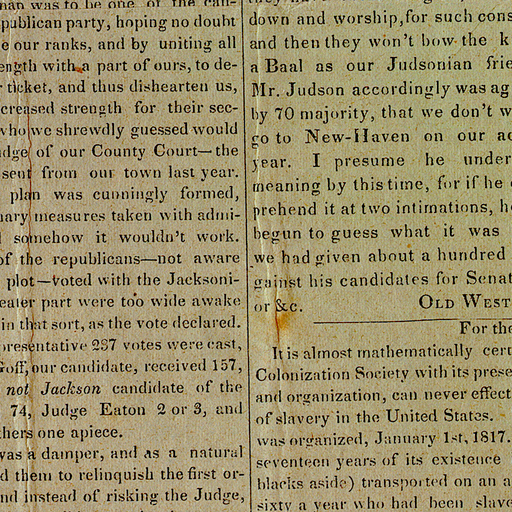 man was to be one of the can-
publican party, hoping no doubt
e our ranks, and by uniting all
ength with a part of ours, to de-
ticket, and thus dishearten us,
creased strength for their sec-
who we shrewdly guessed would
dge of our County Court—the
sent from our town last year.
plan was cunningly formed,
nary measures taken with admi-
somehow it wouldn't work.
of the republicans—not aware
plot—voted with the Jacksoni-
eater part were too wide awake
in that sort, as the vote declared.
presentative 237 votes were cast,
Goff, our candidate, received 157,
not Jackson candidate of the
74, Judge Eaton 2 or 3, and
thers one apiece.
was a damper, and as a natural
d them to relinquish the first or-
nd instead of risking the Judge,
down and worship, for such cons
and then they won't bow the k
a Baal as our Judsonian frie
Mr. Judson accordingly was ag
by 70 majority, that we don't w
go to New-Haven on our ac
year. I presume he under
meaning by this time, for if he
prehend it at two intimations, h
begun to guess what it was
we had given about a hundred
gainst his candidates for Senat
or &c. OLD WEST
For the
It is almost mathematically cert
Colonization Society with its prese
and organization, can never effect
of slavery in the United States.
was organized, January 1st, 1817.
seventeen years of its existence
blacks aside) transported on an a
sixty a year who had been slave